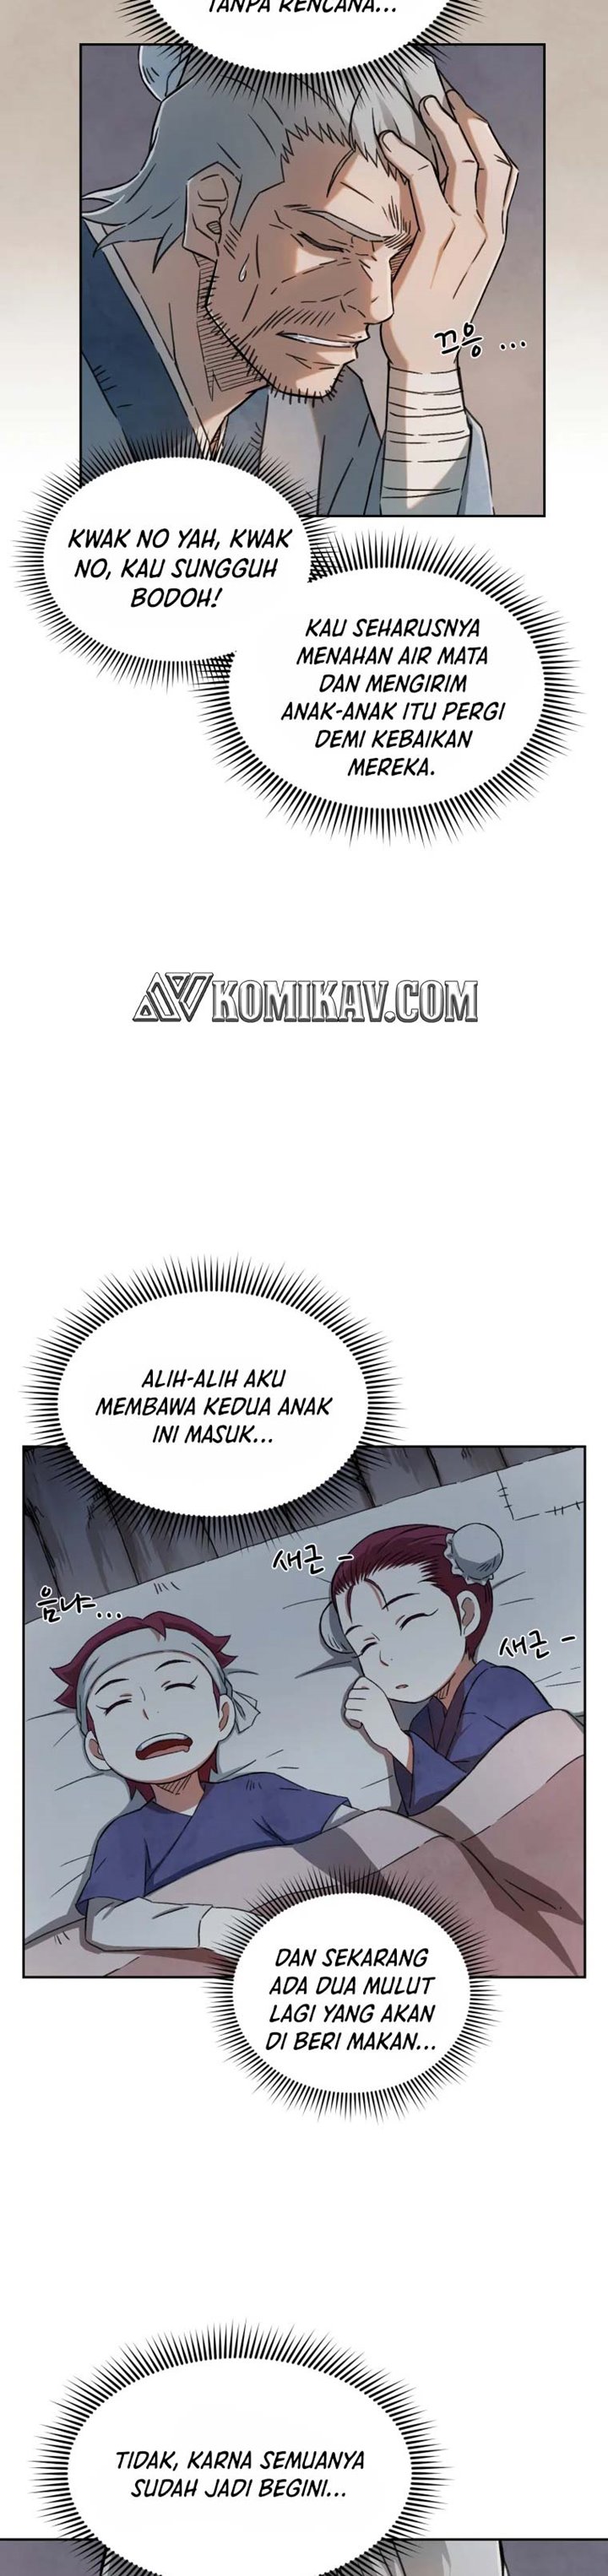 TANPA RENCANA...
끄응 ...
KWAK NO YAH, KWAK
NO, KAU SUNGGUH
BODOH!
KAU SEHARUSNYA
MENAHAN AIR MATA
DAN MENGIRIM
ANAK-ANAK ITU PERGI
DEMI KEBAIKAN
MEREKA.
KOMIKAV.COM
ALIH-ALIH AKU
MEMBAWA KEDUA ANAK
INI MASUK...
새근 -
음냐...
새근 -
DAN SEKARANG
ADA DUA MULUT
LAGI YANG AKAN
DI BERI MAKAN...
TIDAK, KARNA SEMUANYA
SUDAH JADI BEGINI...